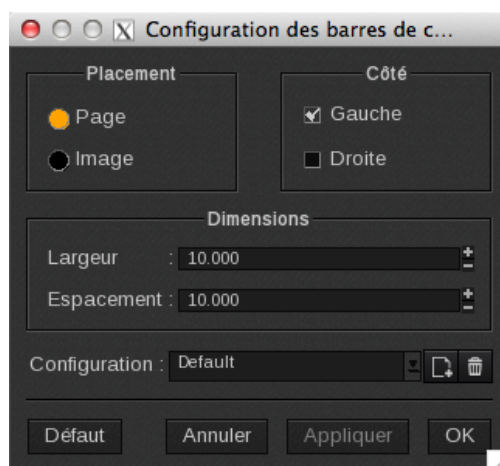 Configuration des barres de c...
Placement
Page
Image
Côté
Gauche
Droite
Dimensions
Largeur : 10.000
Espacement : 10.000
Configuration : Default
Défaut Annuler Appliquer OK